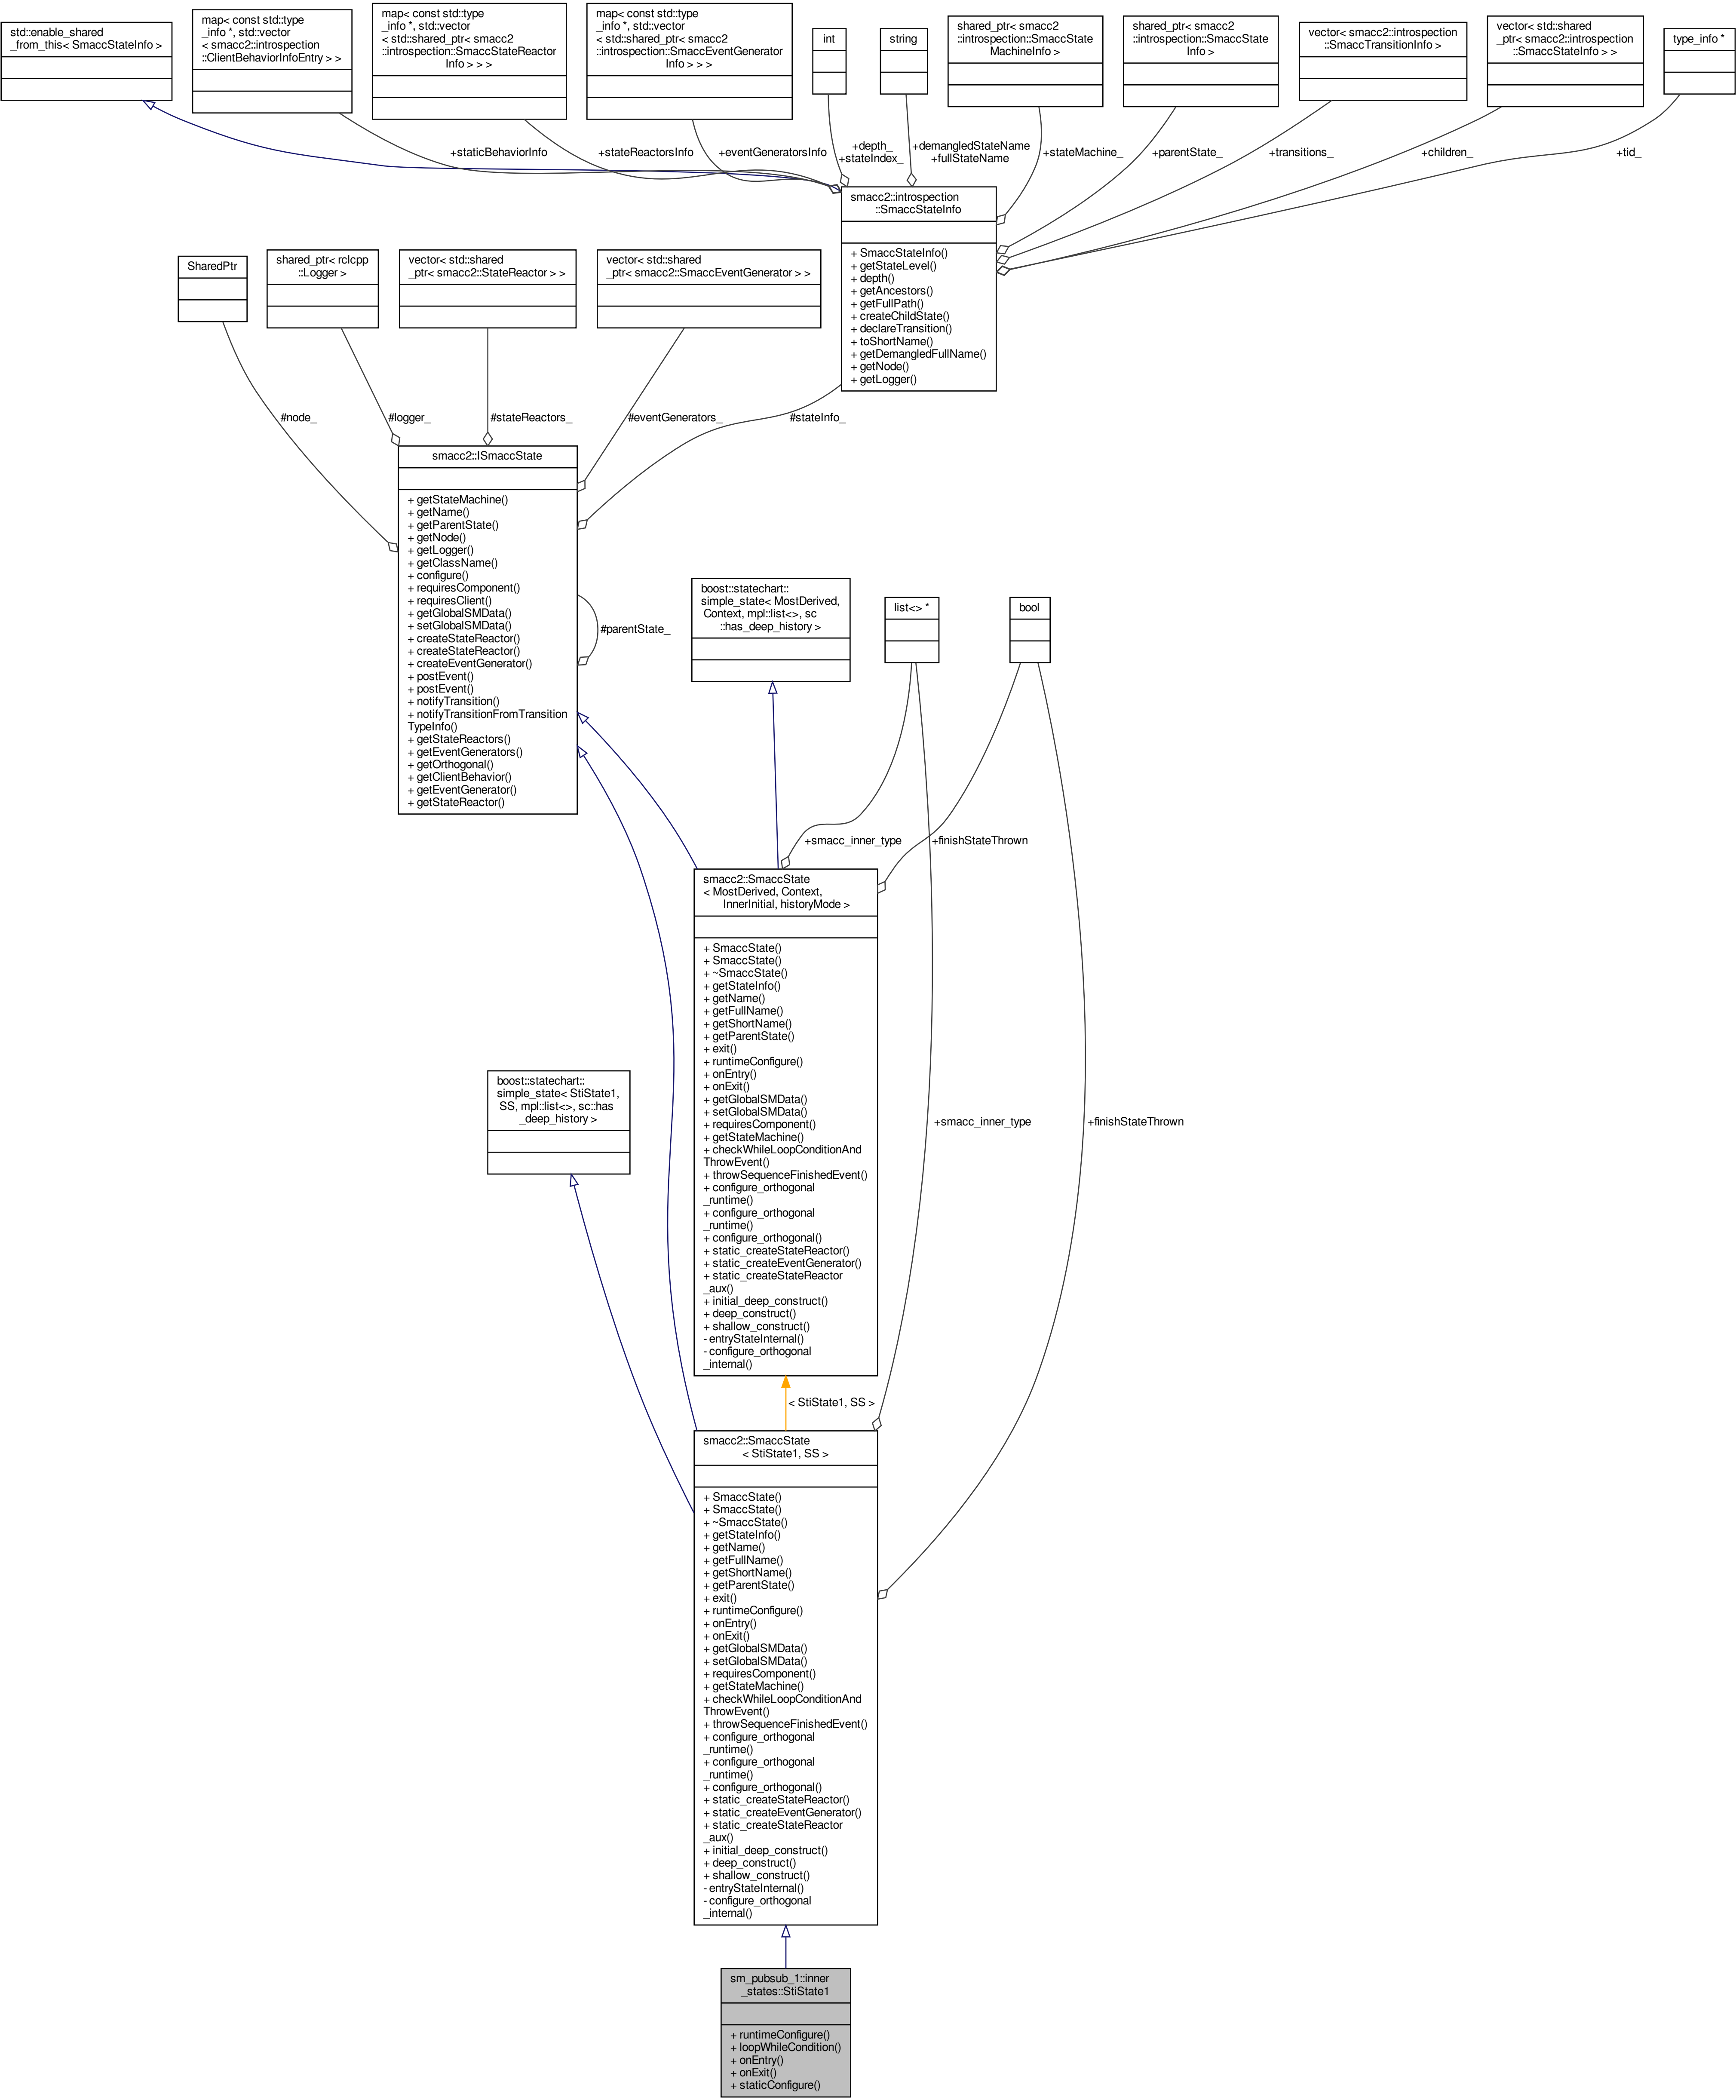 std::enable_shared
_from_this< SmaccStateInfo >
map< const std::type
_info *, std::vector
< smacc2::introspection
::ClientBehaviorInfoEntry > >
map< const std::type
_info *, std::vector
< std::shared_ptr< smacc2
::introspection::SmaccStateReactor
Info > > >
map< const std::type
_info *, std::vector
< std::shared_ptr< smacc2
::introspection::SmaccEventGenerator
Info > > >
int
string
shared_ptr< smacc2
::introspection::SmaccState
MachineInfo >
shared_ptr< smacc2
::introspection::SmaccState
Info >
vector< smacc2::introspection
::SmaccTransitionInfo >
vector< std::shared
_ptr< smacc2::introspection
::SmaccStateInfo > >
type_info *
+staticBehaviorInfo
+stateReactorsInfo
+eventGeneratorsInfo
+depth_
+stateIndex_
+demangledStateName
+fullStateName
+stateMachine_
+parentState_
+transitions_
+children_
+tid_
smacc2::introspection
::SmaccStateInfo
+ SmaccStateInfo()
+ getStateLevel()
+ depth()
+ getAncestors()
+ getFullPath()
+ createChildState()
+ declareTransition()
+ toShortName()
+ getDemangledFullName()
+ getNode()
+ getLogger()
SharedPtr
shared_ptr< rclcpp
::Logger >
vector< std::shared
_ptr< smacc2::StateReactor > >
vector< std::shared
_ptr< smacc2::SmaccEventGenerator > >
#node_
#logger_
#stateReactors_
#eventGenerators_
#stateInfo_
smacc2::ISmaccState
+ getStateMachine()
+ getName()
+ getParentState()
+ getNode()
+ getLogger()
+ getClassName()
+ configure()
+ requiresComponent()
+ requiresClient()
+ getGlobalSMData()
+ setGlobalSMData()
+ createStateReactor()
+ createStateReactor()
+ createEventGenerator()
+ postEvent()
+ postEvent()
+ notifyTransition()
+ notifyTransitionFromTransition
TypeInfo()
+ getStateReactors()
+ getEventGenerators()
+ getOrthogonal()
+ getClientBehavior()
+ getEventGenerator()
+ getStateReactor()
#parentState_
boost::statechart::
simple_state< MostDerived,
Context, mpl::list<>, sc
::has_deep_history >
list<> *
bool
+smacc_inner_type
+finishStateThrown
smacc2::SmaccState
< MostDerived, Context,
InnerInitial, historyMode >
+ SmaccState()
+ SmaccState()
+ ~SmaccState()
+ getStateInfo()
+ getName()
+ getFullName()
+ getShortName()
+ getParentState()
+ exit()
+ runtimeConfigure()
+ onEntry()
+ onExit()
+ getGlobalSMData()
+ setGlobalSMData()
+ requiresComponent()
+ getStateMachine()
+ checkWhileLoopConditionAnd
ThrowEvent()
+ throwSequenceFinishedEvent()
+ configure_orthogonal
_runtime()
+ configure_orthogonal
_runtime()
+ configure_orthogonal()
+ static_createStateReactor()
+ static_createEventGenerator()
+ static_createStateReactor
_aux()
+ initial_deep_construct()
+ deep_construct()
+ shallow_construct()
- entryStateInternal()
- configure_orthogonal
_internal()
boost::statechart::
simple_state< StiState1,
SS, mpl::list<>, sc::has
_deep_history >
+smacc_inner_type
+finishStateThrown
< StiState1, SS >
smacc2::SmaccState
< StiState1, SS >
+ SmaccState()
+ SmaccState()
+ ~SmaccState()
+ getStateInfo()
+ getName()
+ getFullName()
+ getShortName()
+ getParentState()
+ exit()
+ runtimeConfigure()
+ onEntry()
+ onExit()
+ getGlobalSMData()
+ setGlobalSMData()
+ requiresComponent()
+ getStateMachine()
+ checkWhileLoopConditionAnd
ThrowEvent()
+ throwSequenceFinishedEvent()
+ configure_orthogonal
_runtime()
+ configure_orthogonal
_runtime()
+ configure_orthogonal()
+ static_createStateReactor()
+ static_createEventGenerator()
+ static_createStateReactor
_aux()
+ initial_deep_construct()
+ deep_construct()
+ shallow_construct()
- entryStateInternal()
- configure_orthogonal
_internal()
sm_pubsub_1::inner
_states::StiState1
+ runtimeConfigure()
+ loopWhileCondition()
+ onEntry()
+ onExit()
+ staticConfigure()